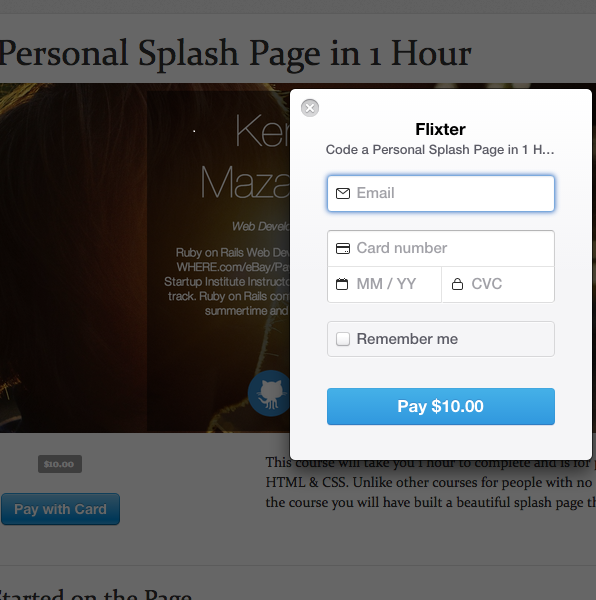 Personal Splash Page in 1 Hour
Ken
Maza
Web Develo
Ruby on Rails Web Dev
WHERE.com/eBay/Pa
Startup Institute Instructo
track. Ruby on Rails com
summertime and
Flixter
Code a Personal Splash Page in 1 H…
Email
Card number
MM / YY
CVC
Remember me
Pay $10.00
$10.00
Pay with Card
This course will take you 1 hour to complete and is for
HTML & CSS. Unlike other courses for people with no
the course you will have built a beautiful splash page th
Started on the Page